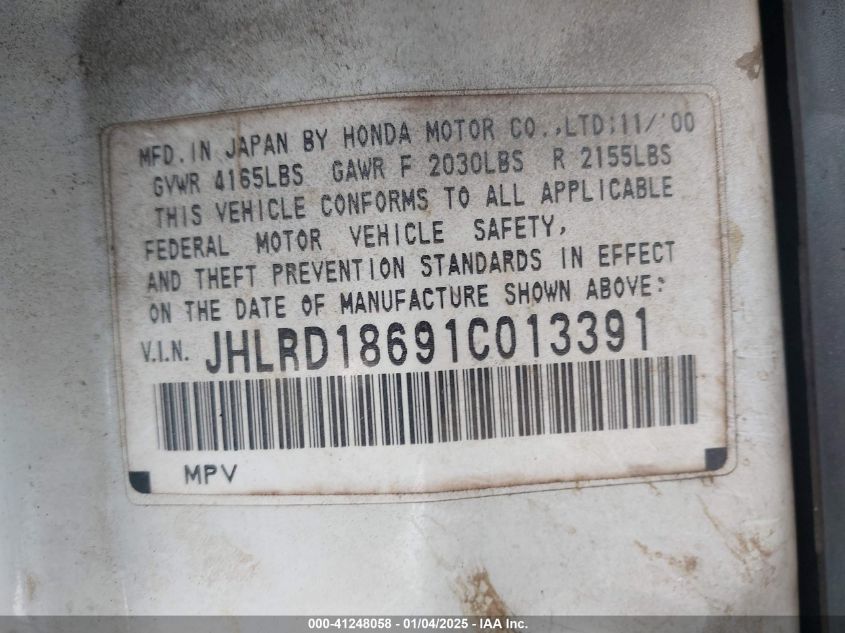 MFD. IN JAPAN BY HONDA MOTOR CO.,LTD:11/'00
GVWR 4165LBS GAWR F 2030LBS R 2155LBS
THIS VEHICLE CONFORMS TO ALL APPLICABLE
FEDERAL MOTOR VEHICLE SAFETY,
AND THEFT PREVENTION STANDARDS IN EFFECT
ON THE DATE OF MANUFACTURE SHOWN ABOVE:
V.I.N. JHLRD18691C013391
MPV
000-41248058 - 01/04/2025 - IAA Inc.